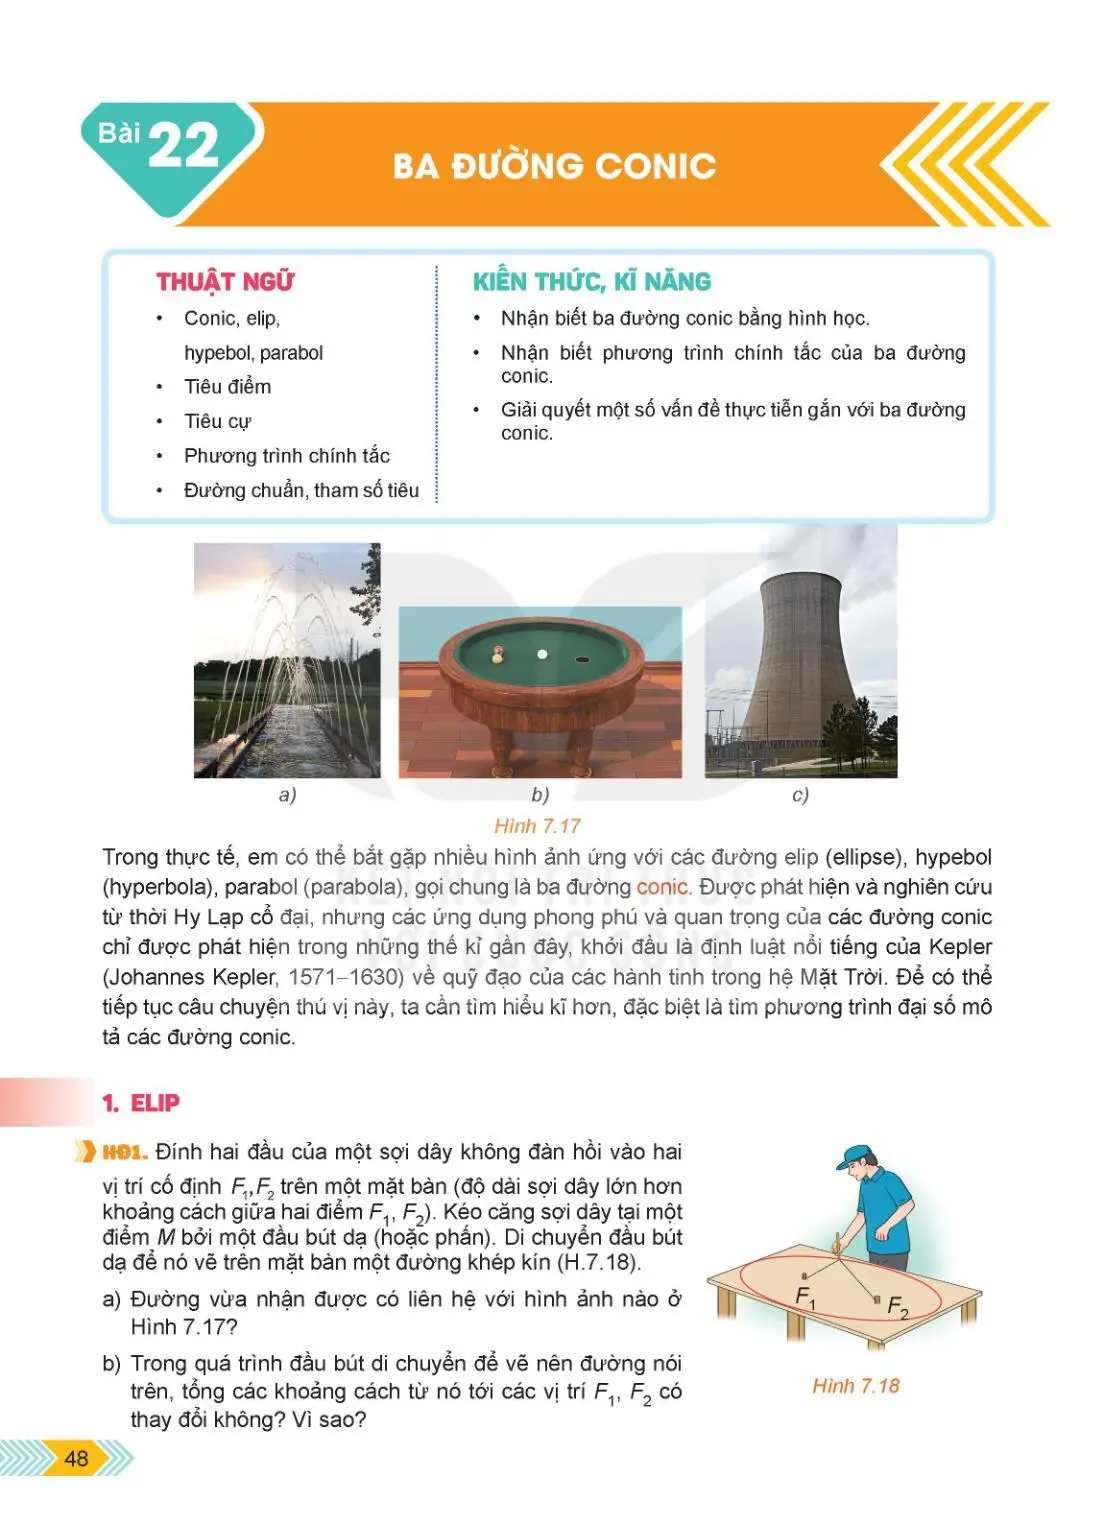 Bài 22
BA ĐƯỜNG CONIC
THUẬT NGỮ
• Conic, elip,
hypebol, parabol
• Tiêu điểm
• Tiêu cự
• Phương trình chính tắc
• Đường chuẩn, tham số tiêu
KIẾN THỨC, KĨ NĂNG
• Nhận biết ba đường conic bằng hình học.
• Nhận biết phương trình chính tắc của ba đường
conic.
• Giải quyết một số vấn đề thực tiễn gắn với ba đường
conic.
a)
b)
c)
Hình 7.17
KẾT NỐI TRI THỨC
VỚI CUỘC SỐNG
Trong thực tế, em có thể bắt gặp nhiều hình ảnh ứng với các đường elip (ellipse), hypebol
(hyperbola), parabol (parabola), gọi chung là ba đường conic. Được phát hiện và nghiên cứu
từ thời Hy Lạp cổ đại, nhưng các ứng dụng phong phú và quan trọng của các đường conic
chỉ được phát hiện trong những thế kỉ gần đây, khởi đầu là định luật nổi tiếng của Kepler
(Johannes Kepler, 1571–1630) về quỹ đạo của các hành tinh trong hệ Mặt Trời. Để có thể
tiếp tục câu chuyện thú vị này, ta cần tìm hiểu kĩ hơn, đặc biệt là tìm phương trình đại số mô
tả các đường conic.
1. ELIP
HĐ1. Đính hai đầu của một sợi dây không đàn hồi vào hai
vị trí cố định F₁,F₂ trên một mặt bàn (độ dài sợi dây lớn hơn
khoảng cách giữa hai điểm F₁, F₂). Kéo căng sợi dây tại một
điểm M bởi một đầu bút dạ (hoặc phấn). Di chuyển đầu bút
dạ để nó vẽ trên mặt bàn một đường khép kín (H.7.18).
a) Đường vừa nhận được có liên hệ với hình ảnh nào ở
Hình 7.17?
b) Trong quá trình đầu bút di chuyển để vẽ nên đường nói
trên, tổng các khoảng cách từ nó tới các vị trí F₁, F₂ có
thay đổi không? Vì sao?
F₁
F₂
Hình 7.18
48